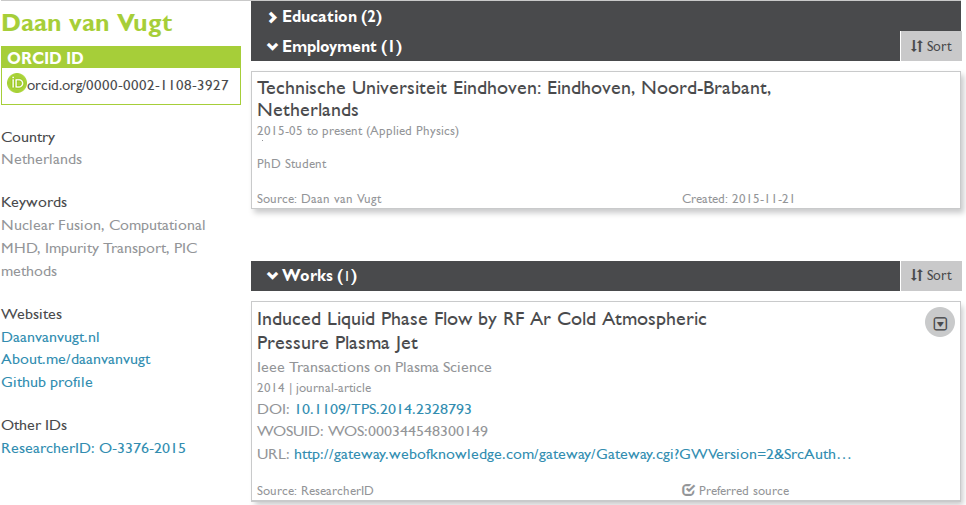 Daan van Vugt
ORCID ID
iD orcid.org/0000-0002-1108-3927
Country
Netherlands
Keywords
Nuclear Fusion, Computational
MHD, Impurity Transport, PIC
methods
Websites
Daanvanvugt.nl
About.me/daanvanvugt
Github profile
Other IDs
ResearcherID: O-3376-2015
Education (2)
Employment (1)
Sort
Technische Universiteit Eindhoven: Eindhoven, Noord-Brabant,
Netherlands
2015-05 to present (Applied Physics)
PhD Student
Source: Daan van Vugt
Created: 2015-11-21
Works (1)
Sort
Induced Liquid Phase Flow by RF Ar Cold Atmospheric
Pressure Plasma Jet
Ieee Transactions on Plasma Science
2014 | journal-article
DOI: 10.1109/TPS.2014.2328793
WOSUID: WOS:000344548300149
URL: http://gateway.webofknowledge.com/gateway/Gateway.cgi?GWVersion=2&SrcAuth…
Source: ResearcherID
Preferred source